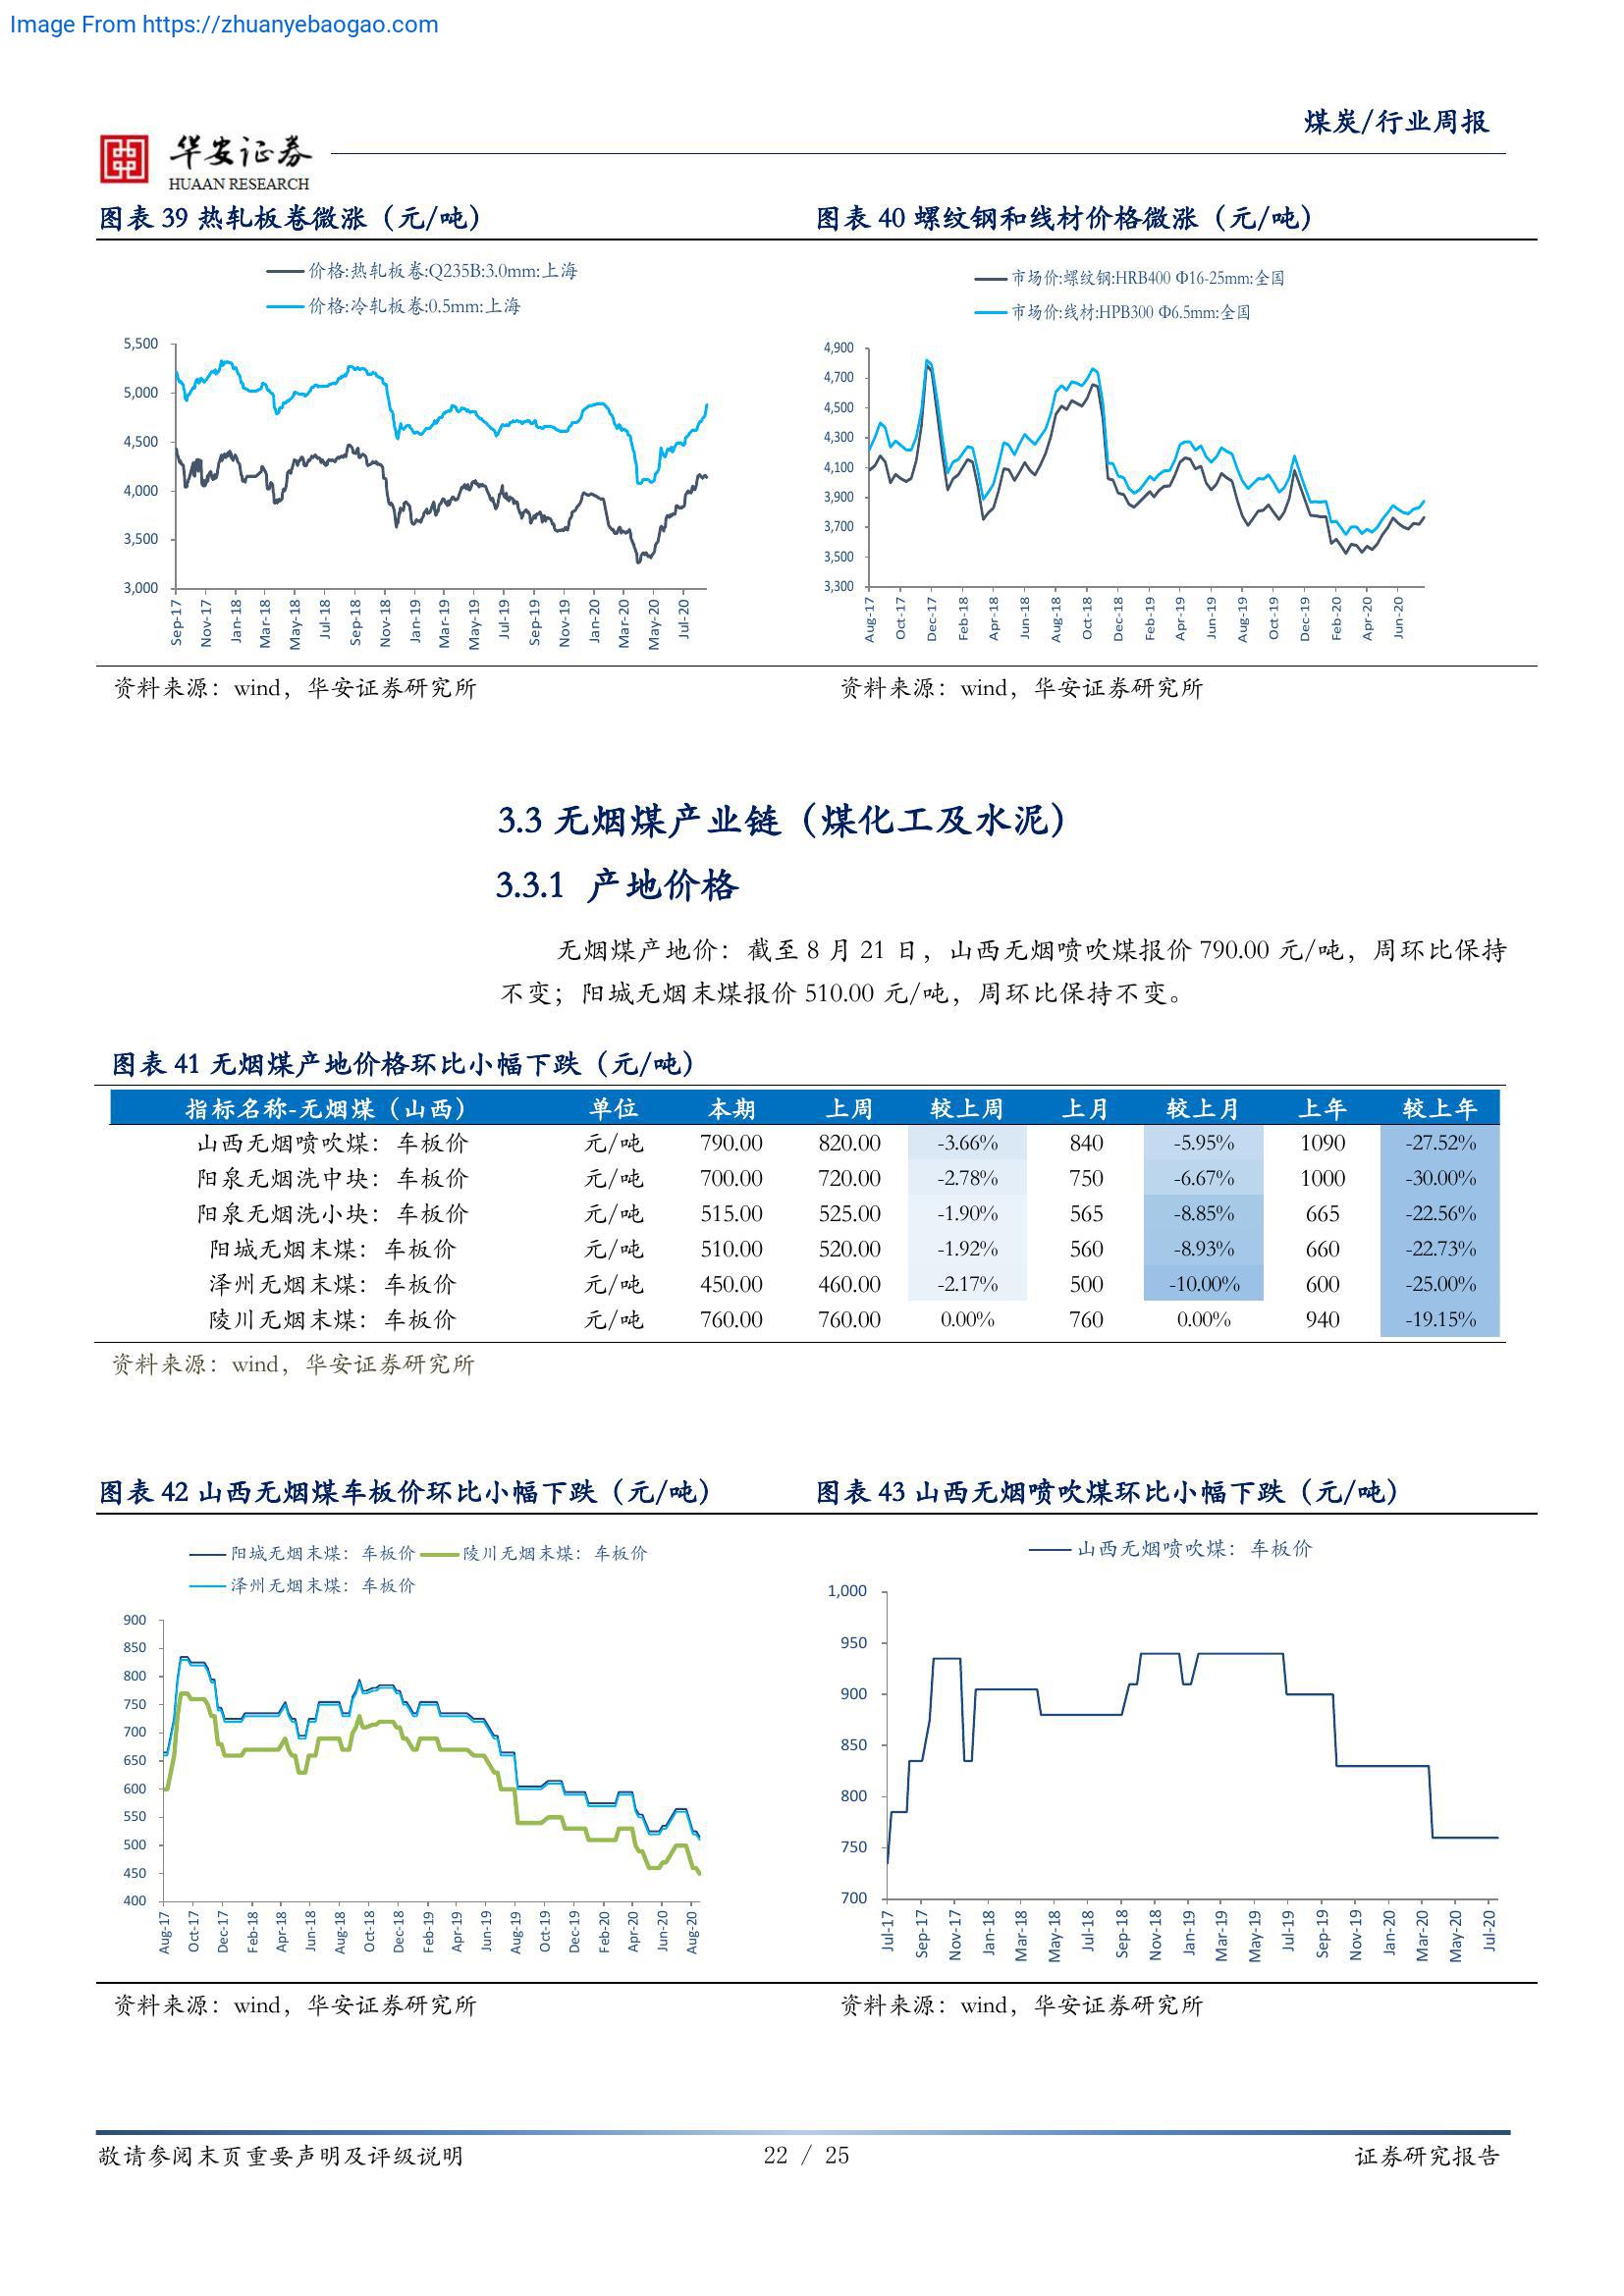 Image From https://zhuanyebaogao.com
煤炭/行业周报
华安证券
HUAAN RESEARCH
图表 39 热轧板卷微涨（元/吨）
价格:热轧板卷:Q235B:3.0mm:上海
价格:冷轧板卷:0.5mm:上海
5,500
5,000
4,500
4,000
3,500
3,000
Sep-17 Nov-17 Jan-18 Mar-18 May-18 Jul-18 Sep-18 Nov-18 Jan-19 Mar-19 May-19 Jul-19 Sep-19 Nov-19 Jan-20 Mar-20 May-20 Jul-20
资料来源：wind，华安证券研究所
图表 40 螺纹钢和线材价格微涨（元/吨）
市场价:螺纹钢:HRB400 Φ16-25mm:全国
市场价:线材:HPB300 Φ6.5mm:全国
4,900
4,700
4,500
4,300
4,100
3,900
3,700
3,500
3,300
Aug-17 Oct-17 Dec-17 Feb-18 Apr-18 Jun-18 Aug-18 Oct-18 Dec-18 Feb-19 Apr-19 Jun-19 Aug-19 Oct-19 Dec-19 Feb-20 Apr-20 Jun-20
资料来源：wind，华安证券研究所
3.3 无烟煤产业链（煤化工及水泥）
3.3.1 产地价格
无烟煤产地价：截至 8 月 21 日，山西无烟喷吹煤报价 790.00 元/吨，周环比保持
不变；阳城无烟末煤报价 510.00 元/吨，周环比保持不变。
图表 41 无烟煤产地价格环比小幅下跌（元/吨）
指标名称-无烟煤（山西） 单位 本期 上周 较上周 上月 较上月 上年 较上年
山西无烟喷吹煤：车板价 元/吨 790.00 820.00 -3.66% 840 -5.95% 1090 -27.52%
阳泉无烟洗中块：车板价 元/吨 700.00 720.00 -2.78% 750 -6.67% 1000 -30.00%
阳泉无烟洗小块：车板价 元/吨 515.00 525.00 -1.90% 565 -8.85% 665 -22.56%
阳城无烟末煤：车板价 元/吨 510.00 520.00 -1.92% 560 -8.93% 660 -22.73%
泽州无烟末煤：车板价 元/吨 450.00 460.00 -2.17% 500 -10.00% 600 -25.00%
陵川无烟末煤：车板价 元/吨 760.00 760.00 0.00% 760 0.00% 940 -19.15%
资料来源：wind，华安证券研究所
图表 42 山西无烟煤车板价环比小幅下跌（元/吨）
阳城无烟末煤：车板价 陵川无烟末煤：车板价
泽州无烟末煤：车板价
900
850
800
750
700
650
600
550
500
450
400
Aug-17 Oct-17 Dec-17 Feb-18 Apr-18 Jun-18 Aug-18 Oct-18 Dec-18 Feb-19 Apr-19 Jun-19 Aug-19 Oct-19 Dec-19 Feb-20 Apr-20 Jun-20 Aug-20
资料来源：wind，华安证券研究所
图表 43 山西无烟喷吹煤环比小幅下跌（元/吨）
山西无烟喷吹煤：车板价
1,000
950
900
850
800
750
700
Jul-17 Sep-17 Nov-17 Jan-18 Mar-18 May-18 Jul-18 Sep-18 Nov-18 Jan-19 Mar-19 May-19 Jul-19 Sep-19 Nov-19 Jan-20 Mar-20 May-20 Jul-20
资料来源：wind，华安证券研究所
敬请参阅末页重要声明及评级说明 22 / 25 证券研究报告